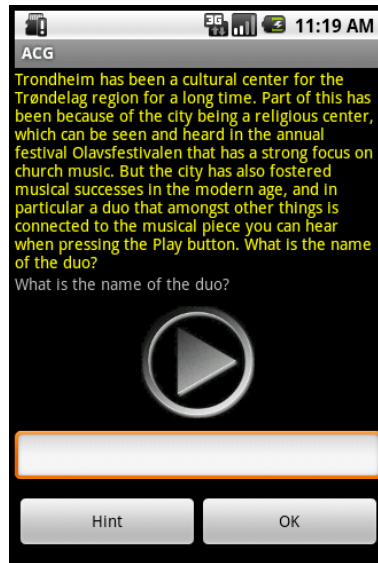 3G 11:19 AM
ACG
Trondheim has been a cultural center for the
Trøndelag region for a long time. Part of this has
been because of the city being a religious center,
which can be seen and heard in the annual
festival Olavsfestivalen that has a strong focus on
church music. But the city has also fostered
musical successes in the modern age, and in
particular a duo that amongst other things is
connected to the musical piece you can hear
when pressing the Play button. What is the name
of the duo?
What is the name of the duo?
Hint OK